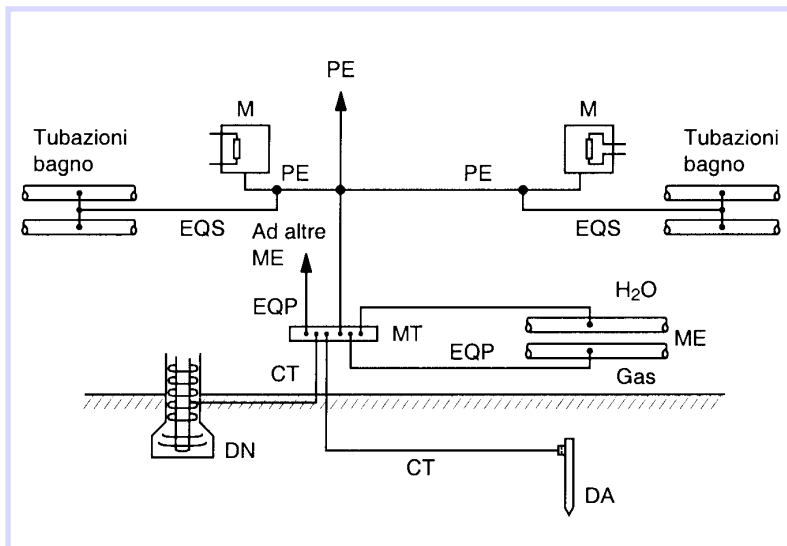 PE
M
M
Tubazioni
bagno
Tubazioni
bagno
PE
PE
EQS
EQS
Ad altre
ME
H₂O
EQP
MT
ME
EQP
CT
Gas
DN
CT
DA